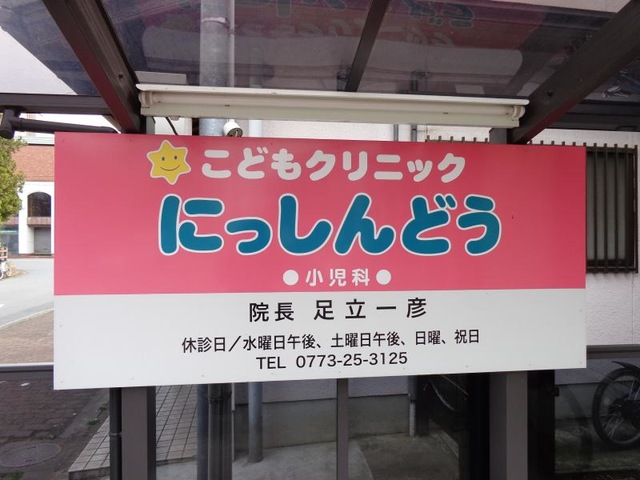 こどもクリニック
にっしんどう
●小児科●
院長 足立一彦
休診日／水曜日午後、土曜日午後、日曜、祝日
TEL 0773-25-3125